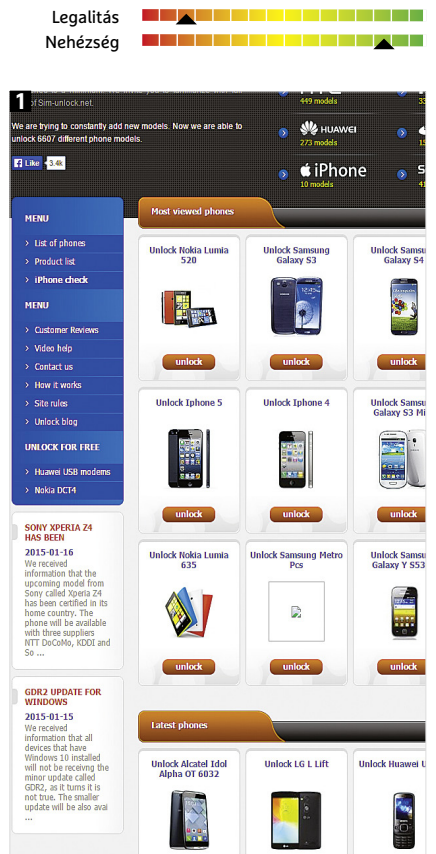 Legalitás
Nehézség
1
of Sim-unlock.net.
449 models
We are trying to constantly add new models. Now we are able to
unlock 6607 different phone models.
HUAWEI
273 models
Like 3.4k
iPhone
10 models
MENU
> List of phones
> Product list
> iPhone check
MENU
> Customer Reviews
> Video help
> Contact us
> How it works
> Site rules
> Unlock blog
UNLOCK FOR FREE
> Huawei USB modems
> Nokia DCT4
SONY XPERIA Z4
HAS BEEN
2015-01-16
We received
information that the
upcoming model from
Sony called Xperia Z4
has been certified in its
home country. The
phone will be available
with three suppliers
NTT DoCoMo, KDDI and
So ...
GDR2 UPDATE FOR
WINDOWS
2015-01-15
We received
information that all
devices that have
Windows 10 installed
will not be receivng the
minor update called
GDR2, as it turns it is
not true. The smaller
update will be also avai
...
Most viewed phones
Unlock Nokia Lumia
520
unlock
Unlock Samsung
Galaxy S3
unlock
Unlock Samsu
Galaxy S4
unlock
Unlock Iphone 5
unlock
Unlock Iphone 4
unlock
Unlock Samsu
Galaxy S3 Mi
unlock
Unlock Nokia Lumia
635
unlock
Unlock Samsung Metro
Pcs
unlock
Unlock Samsu
Galaxy Y S53
unlock
Latest phones
Unlock Alcatel Idol
Alpha OT 6032
Unlock LG L Lift
Unlock Huawei U